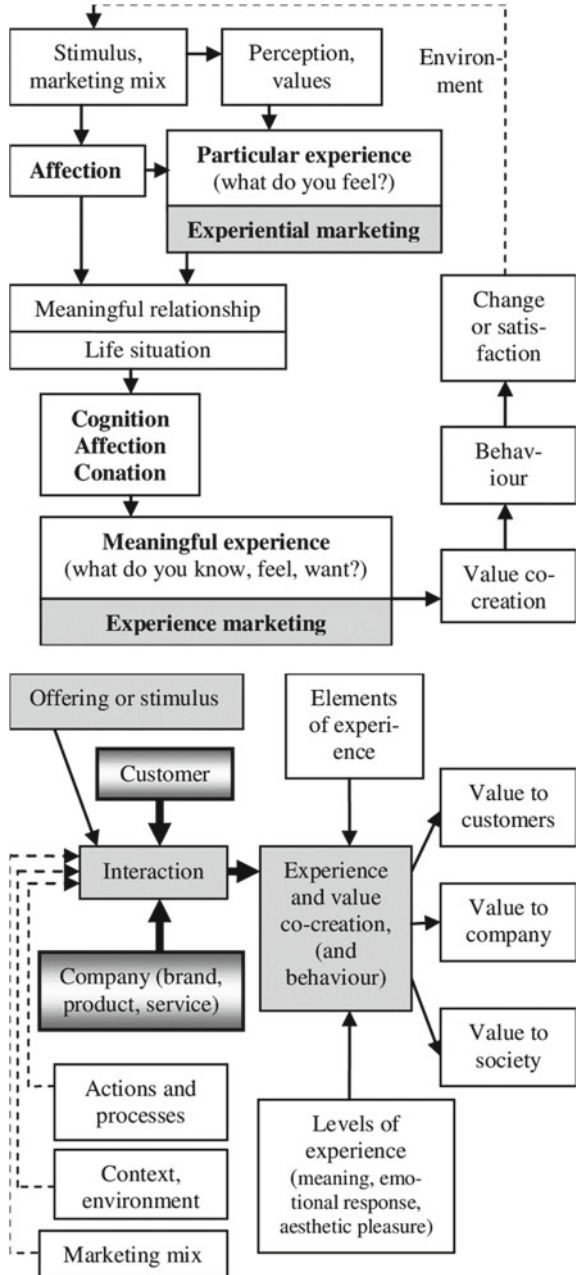 Stimulus,
marketing mix
Perception,
values
Environ-
ment
Affection
Particular experience
(what do you feel?)
Experiential marketing
Meaningful relationship
Life situation
Change
or satis-
faction
Cognition
Affection
Conation
Behav-
iour
Meaningful experience
(what do you know, feel, want?)
Experience marketing
Value co-
creation
Offering or stimulus
Elements
of experi-
ence
Customer
Value to
customers
Interaction
Experience
and value
co-creation,
(and
behaviour)
Value to
company
Company (brand,
product, service)
Value to
society
Actions and
processes
Levels of
experience
(meaning, emo-
tional response,
aesthetic pleasure)
Context,
environment
Marketing mix